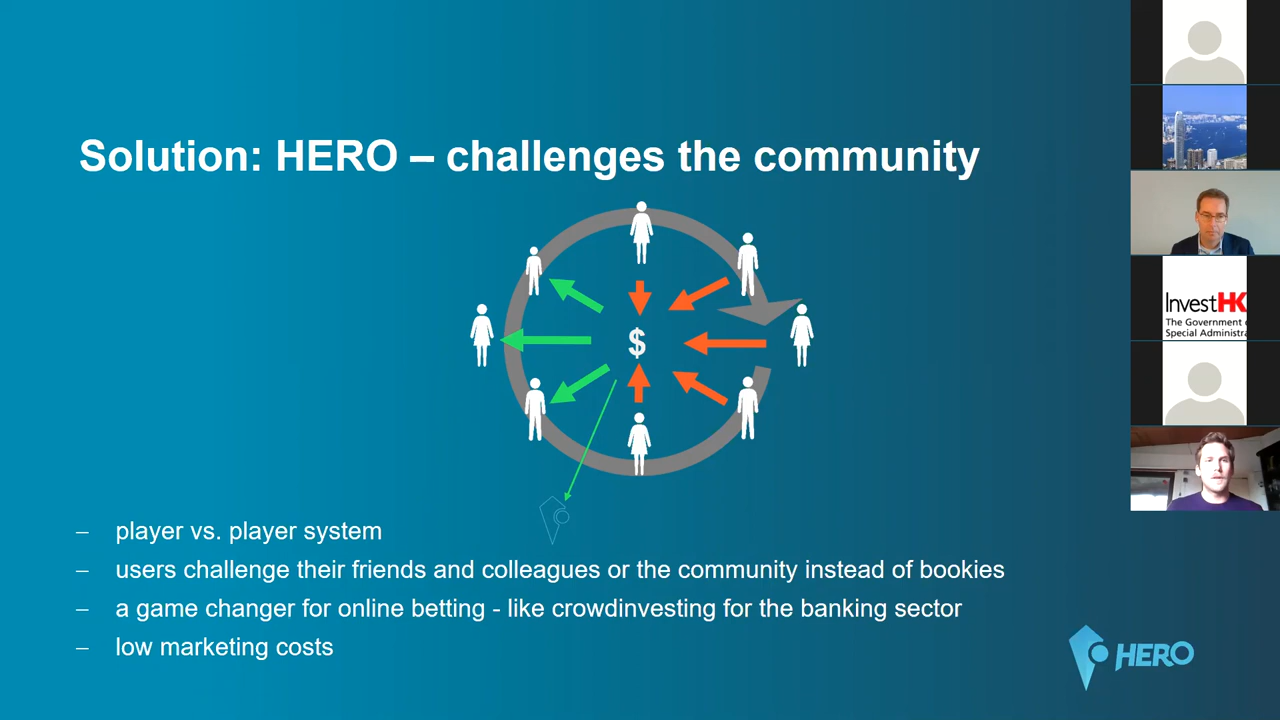 Solution: HERO – challenges the community
$
– player vs. player system
– users challenge their friends and colleagues or the community instead of bookies
– a game changer for online betting - like crowdinvesting for the banking sector
– low marketing costs
HERO
InvestHK
The Government o
Special Administra